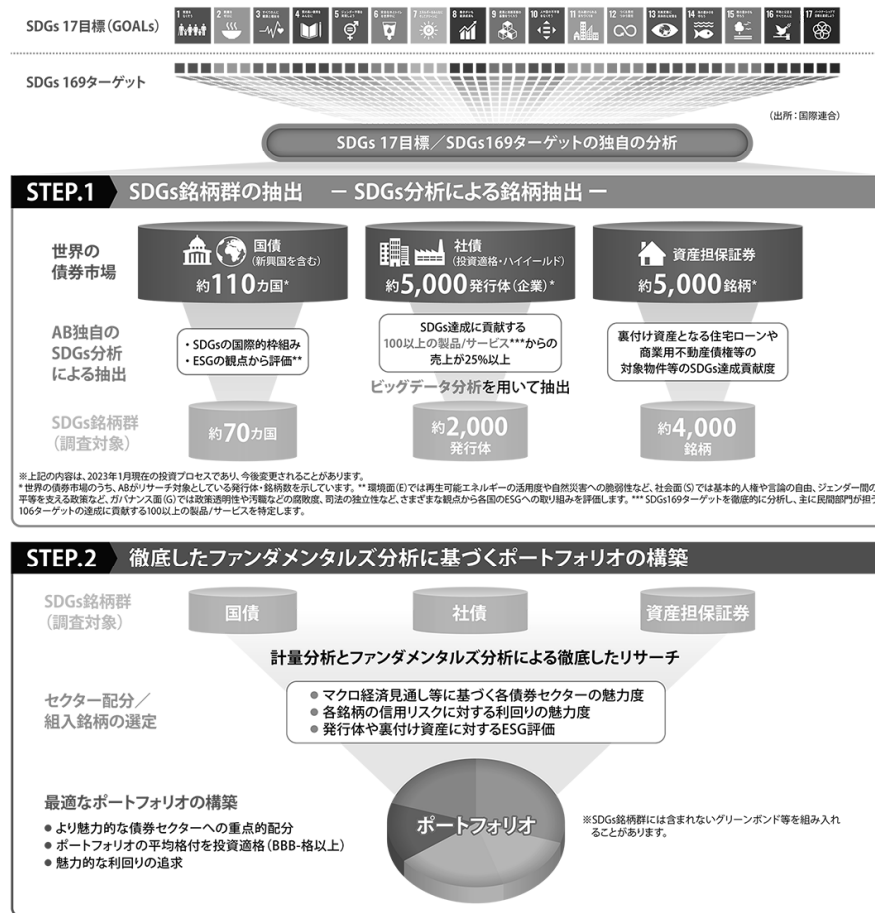 SDGs 17目標（GOALs）
1
2
3
4
5
6
7
8
9
10
11
12
13
14
15
16
17
SDGs 169ターゲット
（出所：国際連合）
SDGs 17目標／SDGs169ターゲットの独自の分析
STEP.1 SDGs銘柄群の抽出 － SDGs分析による銘柄抽出 －
世界の
債券市場
国債
（新興国を含む）
約110カ国*
社債
（投資適格・ハイイールド）
約5,000発行体（企業）*
資産担保証券
約5,000銘柄*
AB独自の
SDGs分析
による抽出
・SDGsの国際的枠組み
・ESGの観点から評価**
SDGs達成に貢献する
100以上の製品/サービス***からの
売上が25%以上
ビッグデータ分析を用いて抽出
裏付け資産となる住宅ローンや
商業用不動産債権等の
対象物件等のSDGs達成貢献度
SDGs銘柄群
（調査対象）
約70カ国
約2,000
発行体
約4,000
銘柄
※上記の内容は、2023年1月現在の投資プロセスであり、今後変更されることがあります。
* 世界の債券市場のうち、ABがリサーチ対象としている発行体・銘柄数を示しています。** 環境面(E)では再生可能エネルギーの活用度や自然災害への脆弱性など、社会面(S)では基本的人権や言論の自由、ジェンダー間の
平等を支える政策など、ガバナンス面(G)では政策透明性や汚職などの腐敗度、司法の独立性など、さまざまな観点から各国のESGへの取り組みを評価します。*** SDGs169ターゲットを徹底的に分析し、主に民間部門が担う
106ターゲットの達成に貢献する100以上の製品/サービスを特定します。
STEP.2 徹底したファンダメンタルズ分析に基づくポートフォリオの構築
SDGs銘柄群
（調査対象）
国債
社債
資産担保証券
計量分析とファンダメンタルズ分析による徹底したリサーチ
セクター配分／
組入銘柄の選定
● マクロ経済見通し等に基づく各債券セクターの魅力度
● 各銘柄の信用リスクに対する利回りの魅力度
● 発行体や裏付け資産に対するESG評価
最適なポートフォリオの構築
● より魅力的な債券セクターへの重点的配分
● ポートフォリオの平均格付を投資適格（BBB-格以上）
● 魅力的な利回りの追求
ポートフォリオ
※SDGs銘柄群には含まれないグリーンボンド等を組み入れ
ることがあります。